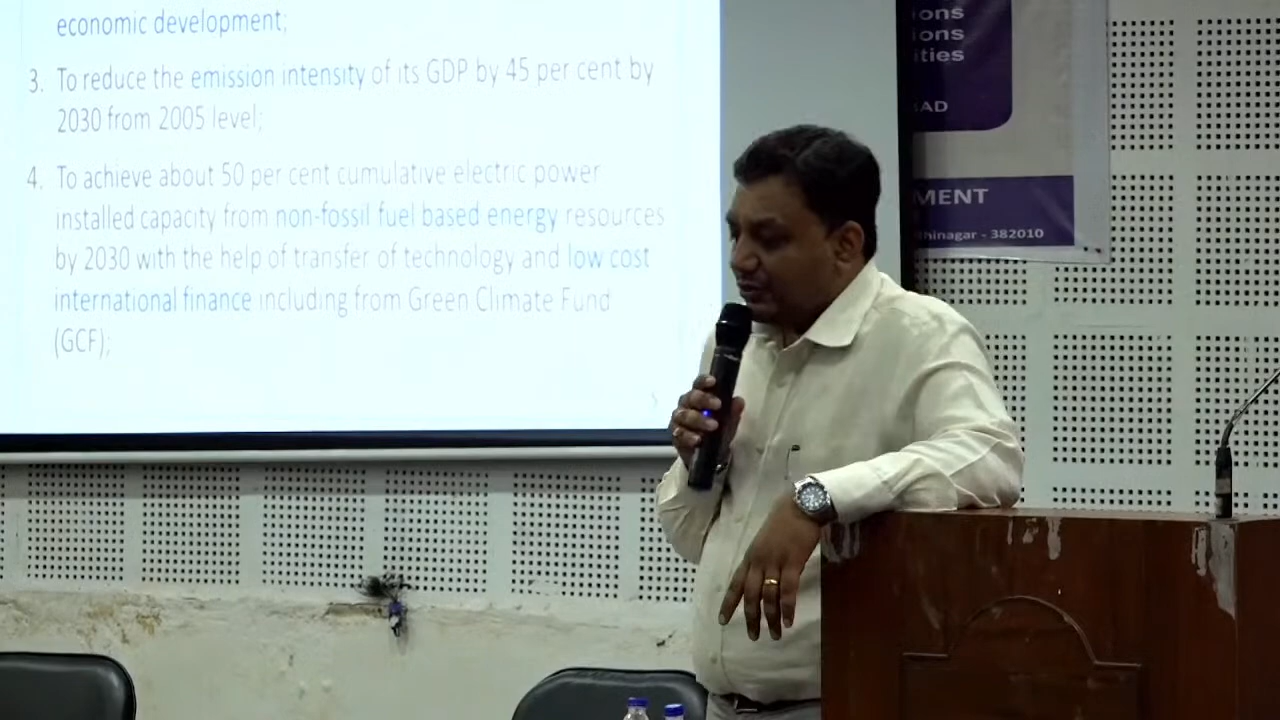 economic development;
3. To reduce the emission intensity of its GDP by 45 per cent by
2030 from 2005 level;
4. To achieve about 50 per cent cumulative electric power
installed capacity from non-fossil fuel based energy resources
by 2030 with the help of transfer of technology and low cost
international finance including from Green Climate Fund
(GCF);
ions
ions
ities
AD
MENT
hinagar - 382010